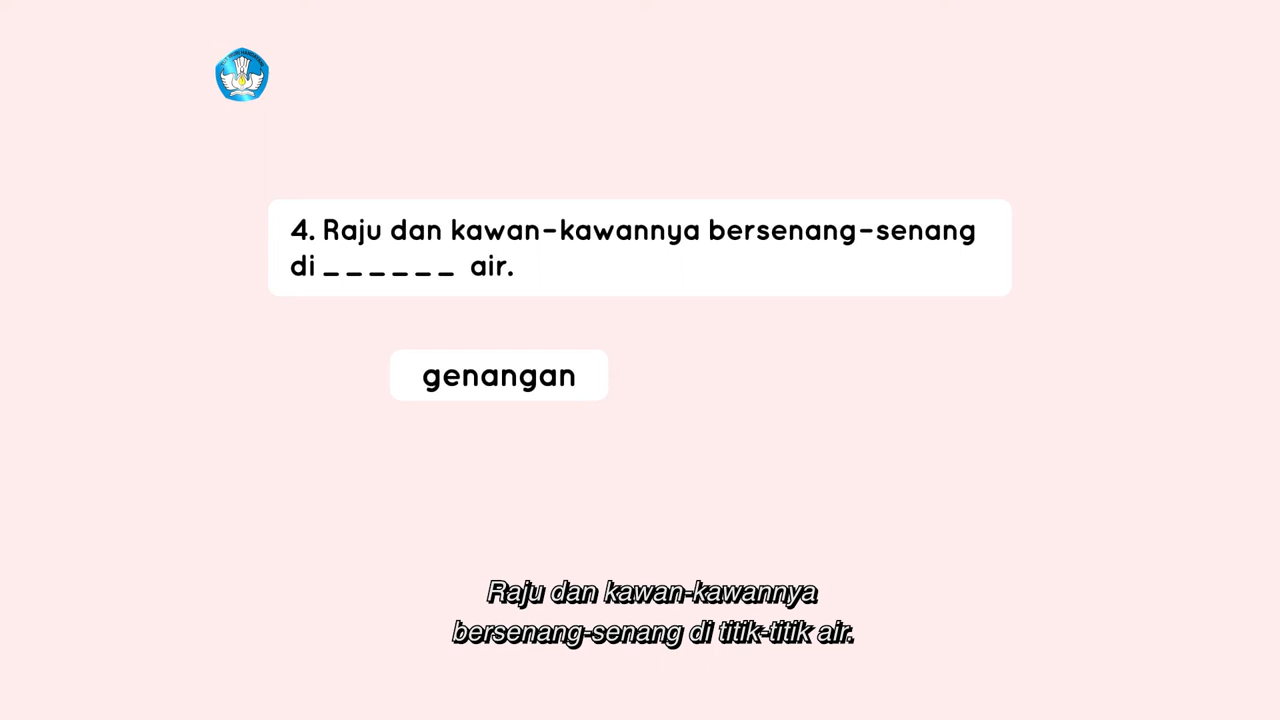 4. Raju dan kawan-kawannya bersenang-senang
di _ _ _ _ _ _ air.
genangan
Raju dan kawan-kawannya
bersenang-senang di titik-titik air.